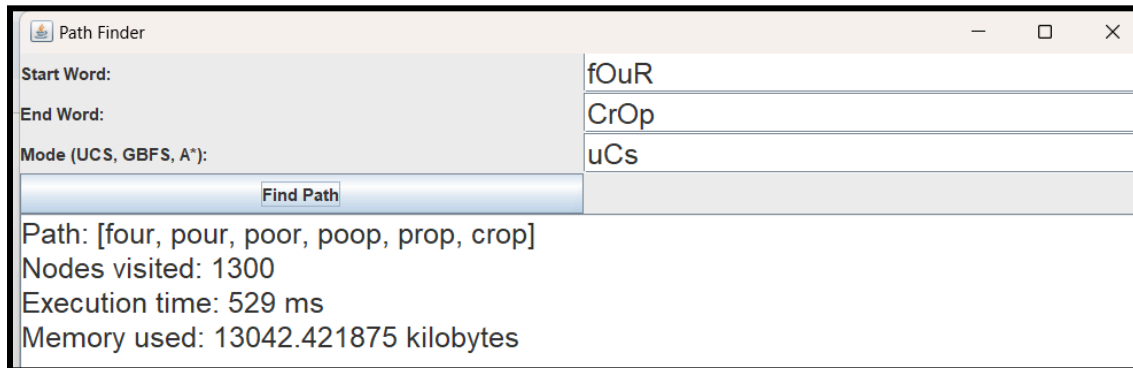 Path Finder
Start Word: fOuR
End Word: CrOp
Mode (UCS, GBFS, A*): uCs
Find Path
Path: [four, pour, poor, poop, prop, crop]
Nodes visited: 1300
Execution time: 529 ms
Memory used: 13042.421875 kilobytes